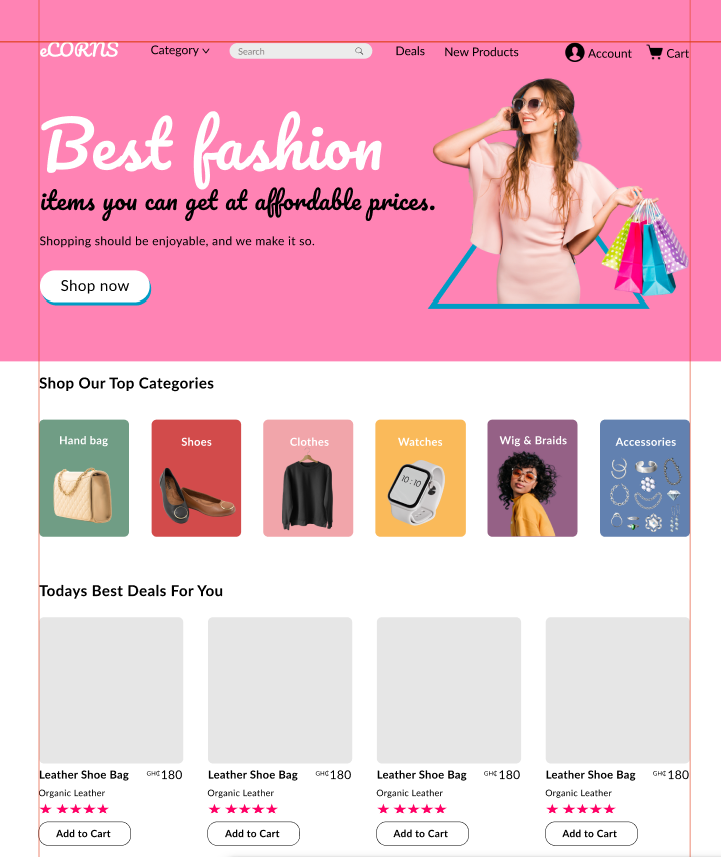 eCORNS Category Search Deals New Products Account Cart
Best fashion
items you can get at affordable prices.
Shopping should be enjoyable, and we make it so.
Shop now
Shop Our Top Categories
Hand bag Shoes Clothes Watches Wig & Braids Accessories
10:10
Todays Best Deals For You
Leather Shoe Bag GH₵ 180 Leather Shoe Bag GH₵ 180 Leather Shoe Bag GH₵ 180 Leather Shoe Bag GH₵ 180
Organic Leather Organic Leather Organic Leather Organic Leather
Add to Cart Add to Cart Add to Cart Add to Cart